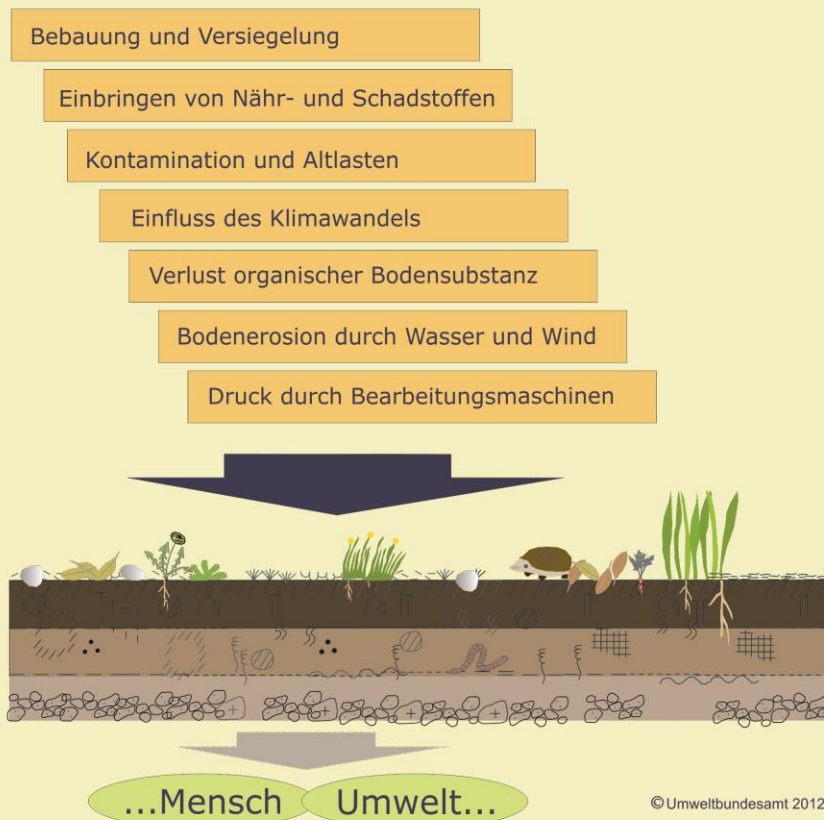 Bebauung und Versiegelung
Einbringen von Nähr- und Schadstoffen
Kontamination und Altlasten
Einfluss des Klimawandels
Verlust organischer Bodensubstanz
Bodenerosion durch Wasser und Wind
Druck durch Bearbeitungsmaschinen
...Mensch Umwelt...
©Umweltbundesamt 2012